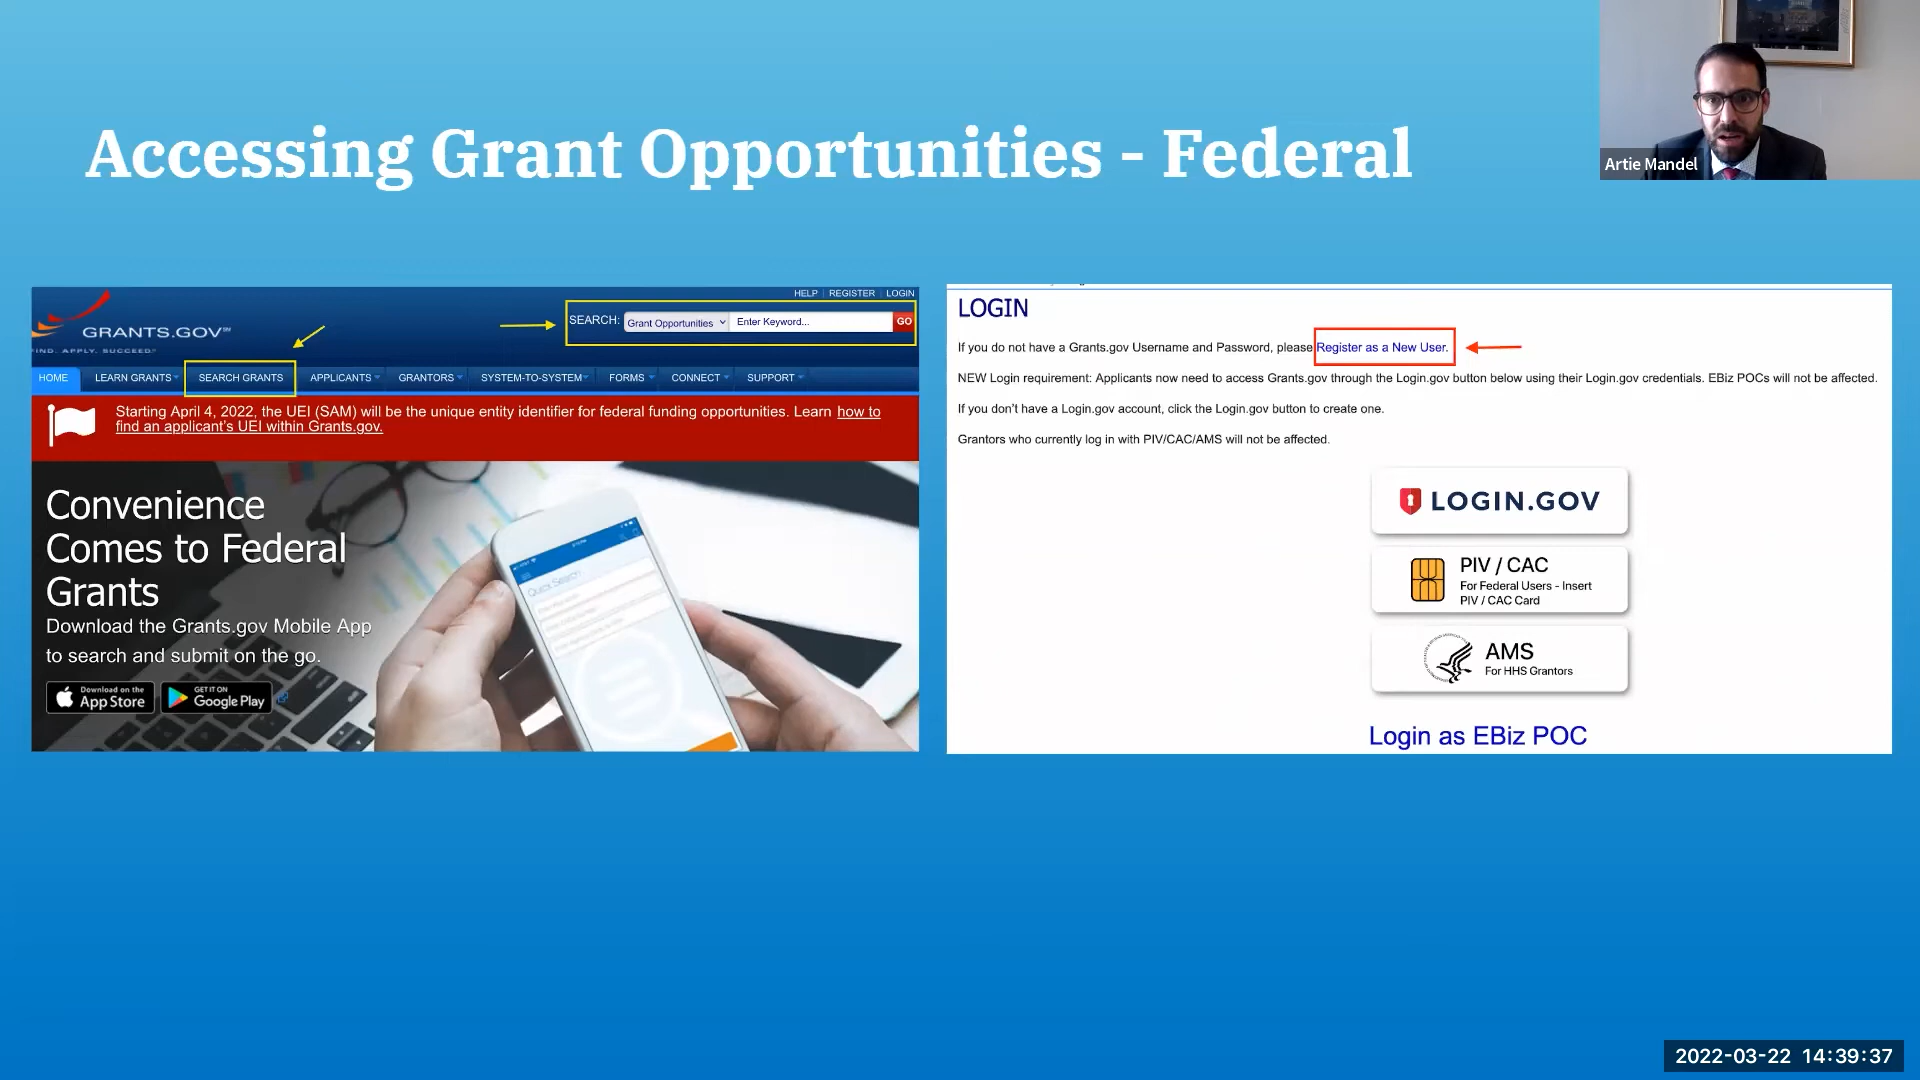 Accessing Grant Opportunities - Federal
Artie Mandel
HELP | REGISTER | LOGIN
GRANTS.GOV℠
FIND. APPLY. SUCCEED.
SEARCH: Grant Opportunities Enter Keyword... GO
HOME LEARN GRANTS SEARCH GRANTS APPLICANTS GRANTORS SYSTEM-TO-SYSTEM FORMS CONNECT SUPPORT
Starting April 4, 2022, the UEI (SAM) will be the unique entity identifier for federal funding opportunities. Learn how to
find an applicant's UEI within Grants.gov.
Convenience
Comes to Federal
Grants
Download the Grants.gov Mobile App
to search and submit on the go.
Download on the
App Store
GET IT ON
Google Play
Quick Search
LOGIN
If you do not have a Grants.gov Username and Password, please Register as a New User.
NEW Login requirement: Applicants now need to access Grants.gov through the Login.gov button below using their Login.gov credentials. EBiz POCs will not be affected.
If you don't have a Login.gov account, click the Login.gov button to create one.
Grantors who currently log in with PIV/CAC/AMS will not be affected.
LOGIN.GOV
PIV / CAC
For Federal Users - Insert
PIV / CAC Card
AMS
For HHS Grantors
Login as EBiz POC
2022-03-22 14:39:37